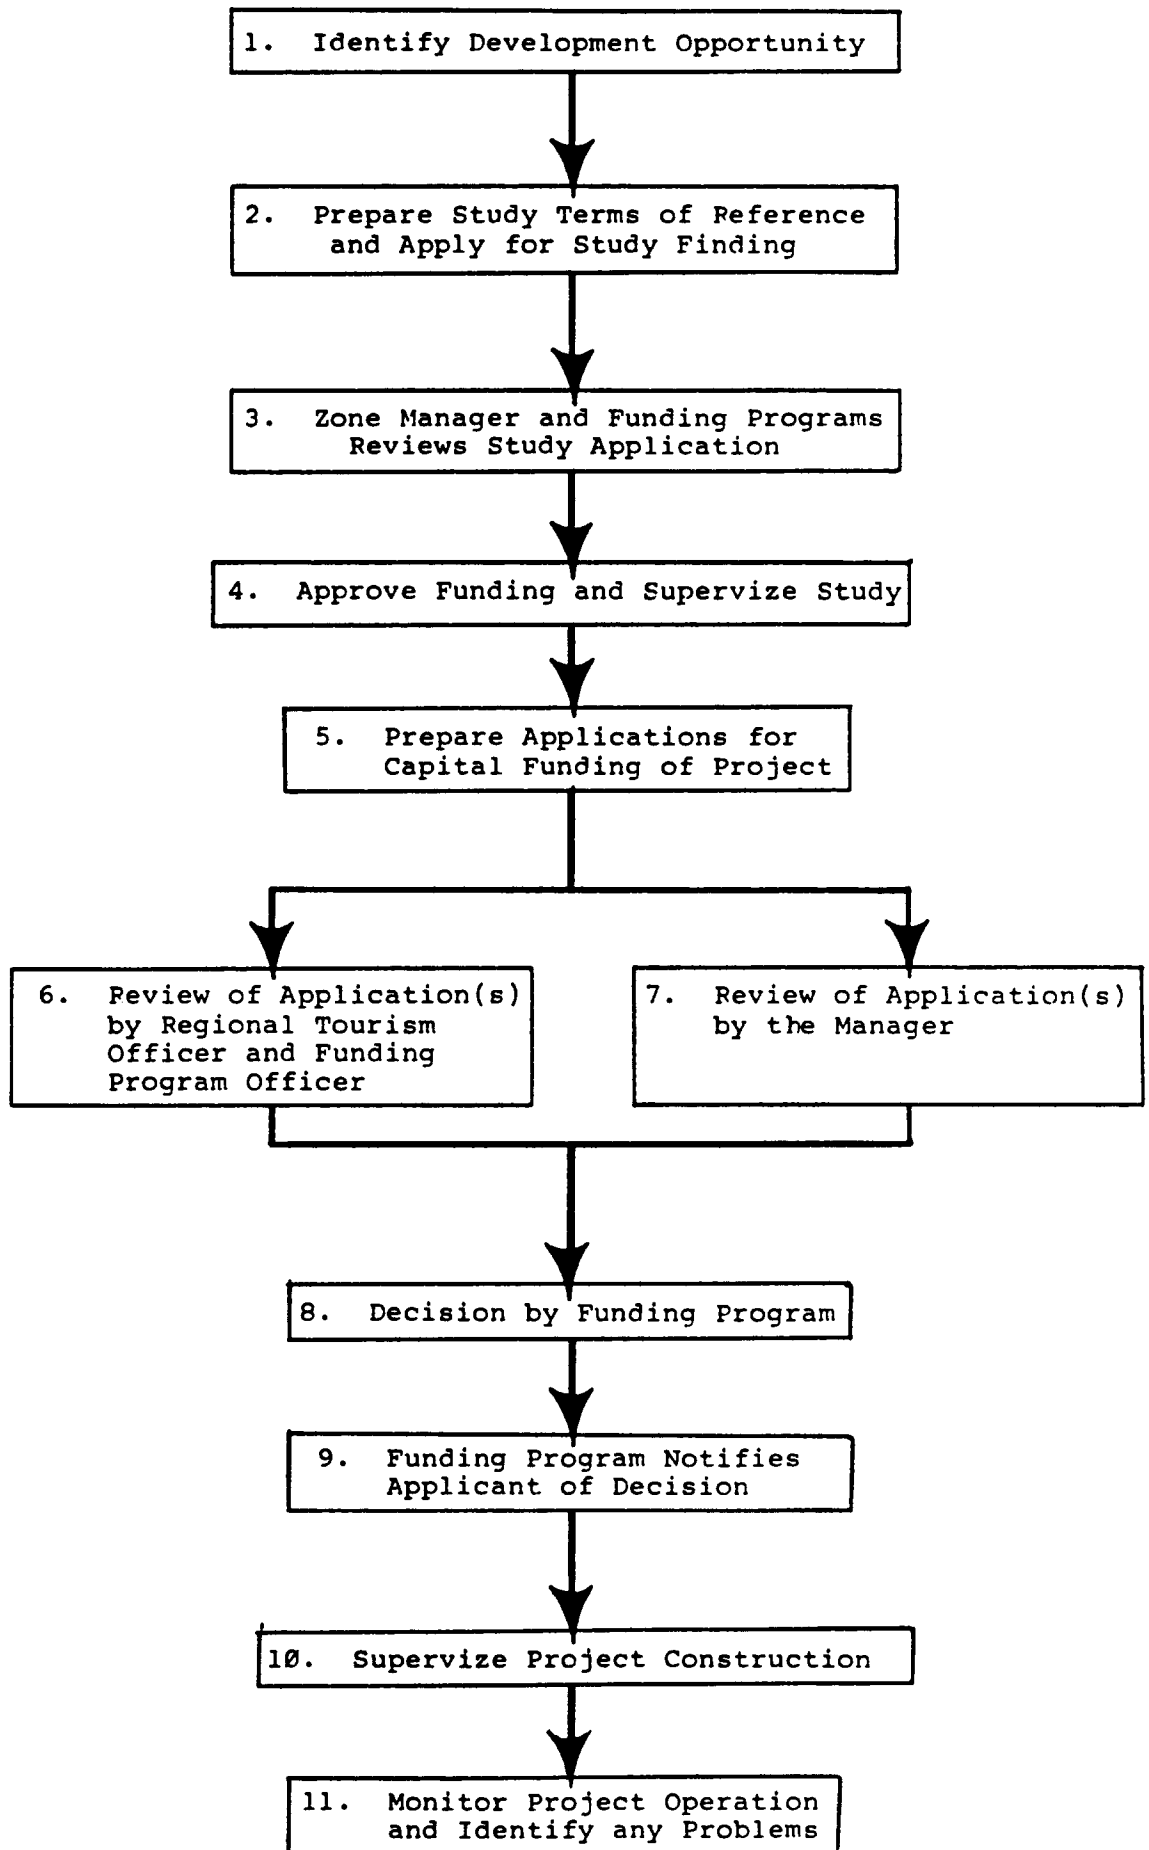 1. Identify Development Opportunity
2. Prepare Study Terms of Reference
and Apply for Study Finding
3. Zone Manager and Funding Programs
Reviews Study Application
4. Approve Funding and Supervize Study
5. Prepare Applications for
Capital Funding of Project
6. Review of Application(s)
by Regional Tourism
Officer and Funding
Program Officer
7. Review of Application(s)
by the Manager
8. Decision by Funding Program
9. Funding Program Notifies
Applicant of Decision
10. Supervize Project Construction
11. Monitor Project Operation
and Identify any Problems